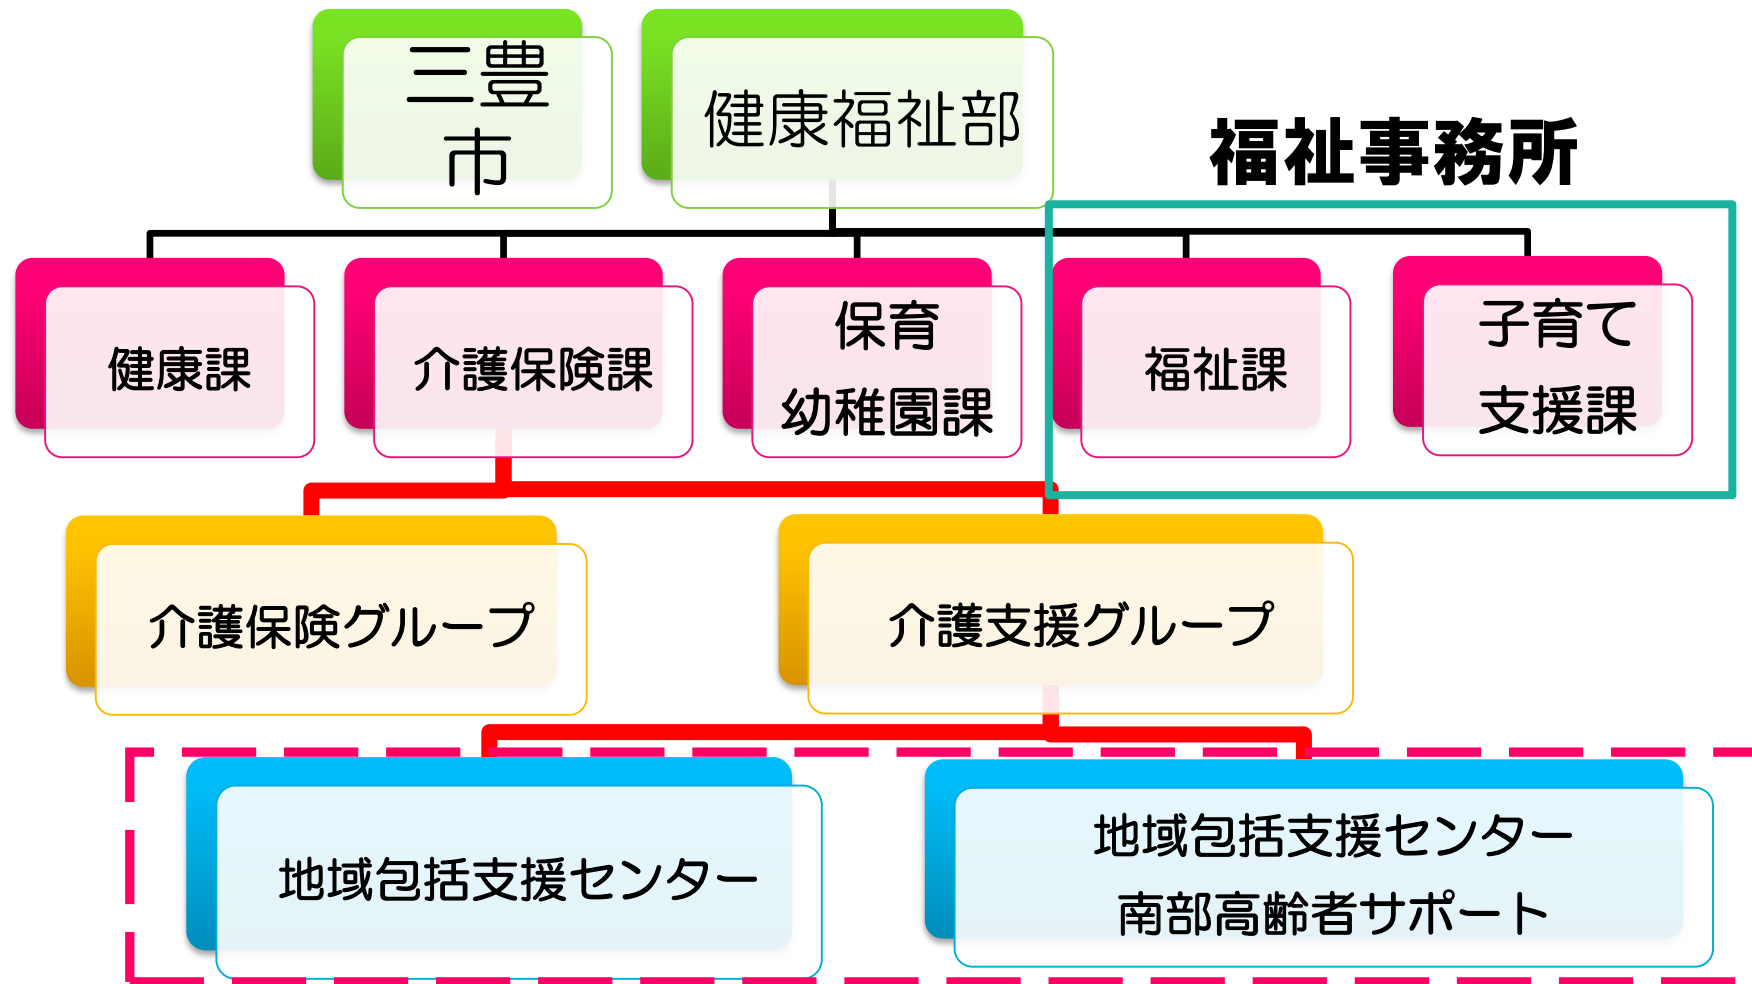 三豊
市
健康福祉部
福祉事務所
健康課
介護保険課
保育
幼稚園課
福祉課
子育て
支援課
介護保険グループ
介護支援グループ
地域包括支援センター
地域包括支援センター
南部高齢者サポート